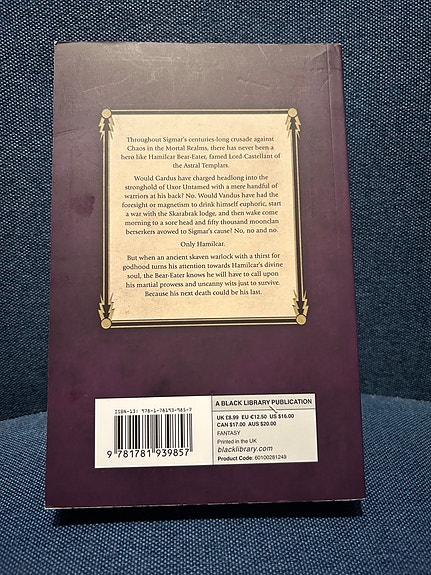 Throughout Sigmar's centuries-long crusade against
Chaos in the Mortal Realms, there has never been a
hero like Hamilcar Bear-Eater, famed Lord-Castellant of
the Astral Templars.
Would Gardus have charged headlong into the
stronghold of Uxor Untamed with a mere handful of
warriors at his back? No. Would Vandus have had the
foresight or magnetism to drink himself euphoric, start
a war with the Skarabrak lodge, and then wake come
morning to a sore head and fifty thousand moonclan
berserkers avowed to Sigmar's cause? No, no and no.
Only Hamilcar.
But when an ancient skaven warlock with a thirst for
godhood turns his attention towards Hamilcar's divine
soul, the Bear-Eater knows he will have to call upon
his martial prowess and uncanny wits just to survive.
Because his next death could be his last.
ISBN-13: 978-1-78193-985-7
9 781781 939857
A BLACK LIBRARY PUBLICATION
UK £8.99 EU €12.50 US $16.00
CAN $17.00 AUS $20.00
FANTASY
Printed in the UK
blacklibrary.com
Product Code: 60100281249